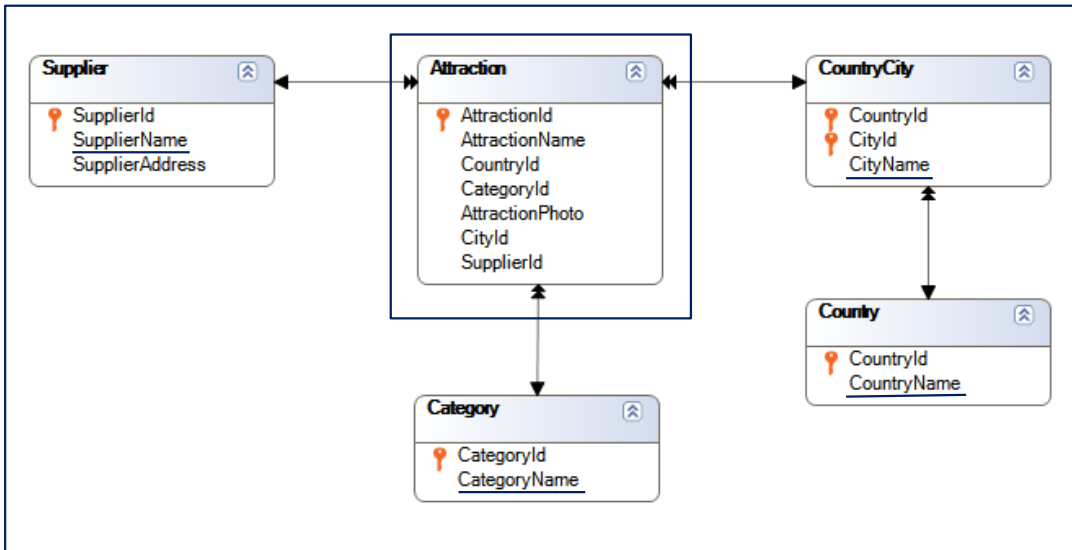 Supplier
SupplierId
SupplierName
SupplierAddress
Attraction
AttractionId
AttractionName
CountryId
CategoryId
AttractionPhoto
CityId
SupplierId
CountryCity
CountryId
CityId
CityName
Country
CountryId
CountryName
Category
CategoryId
CategoryName